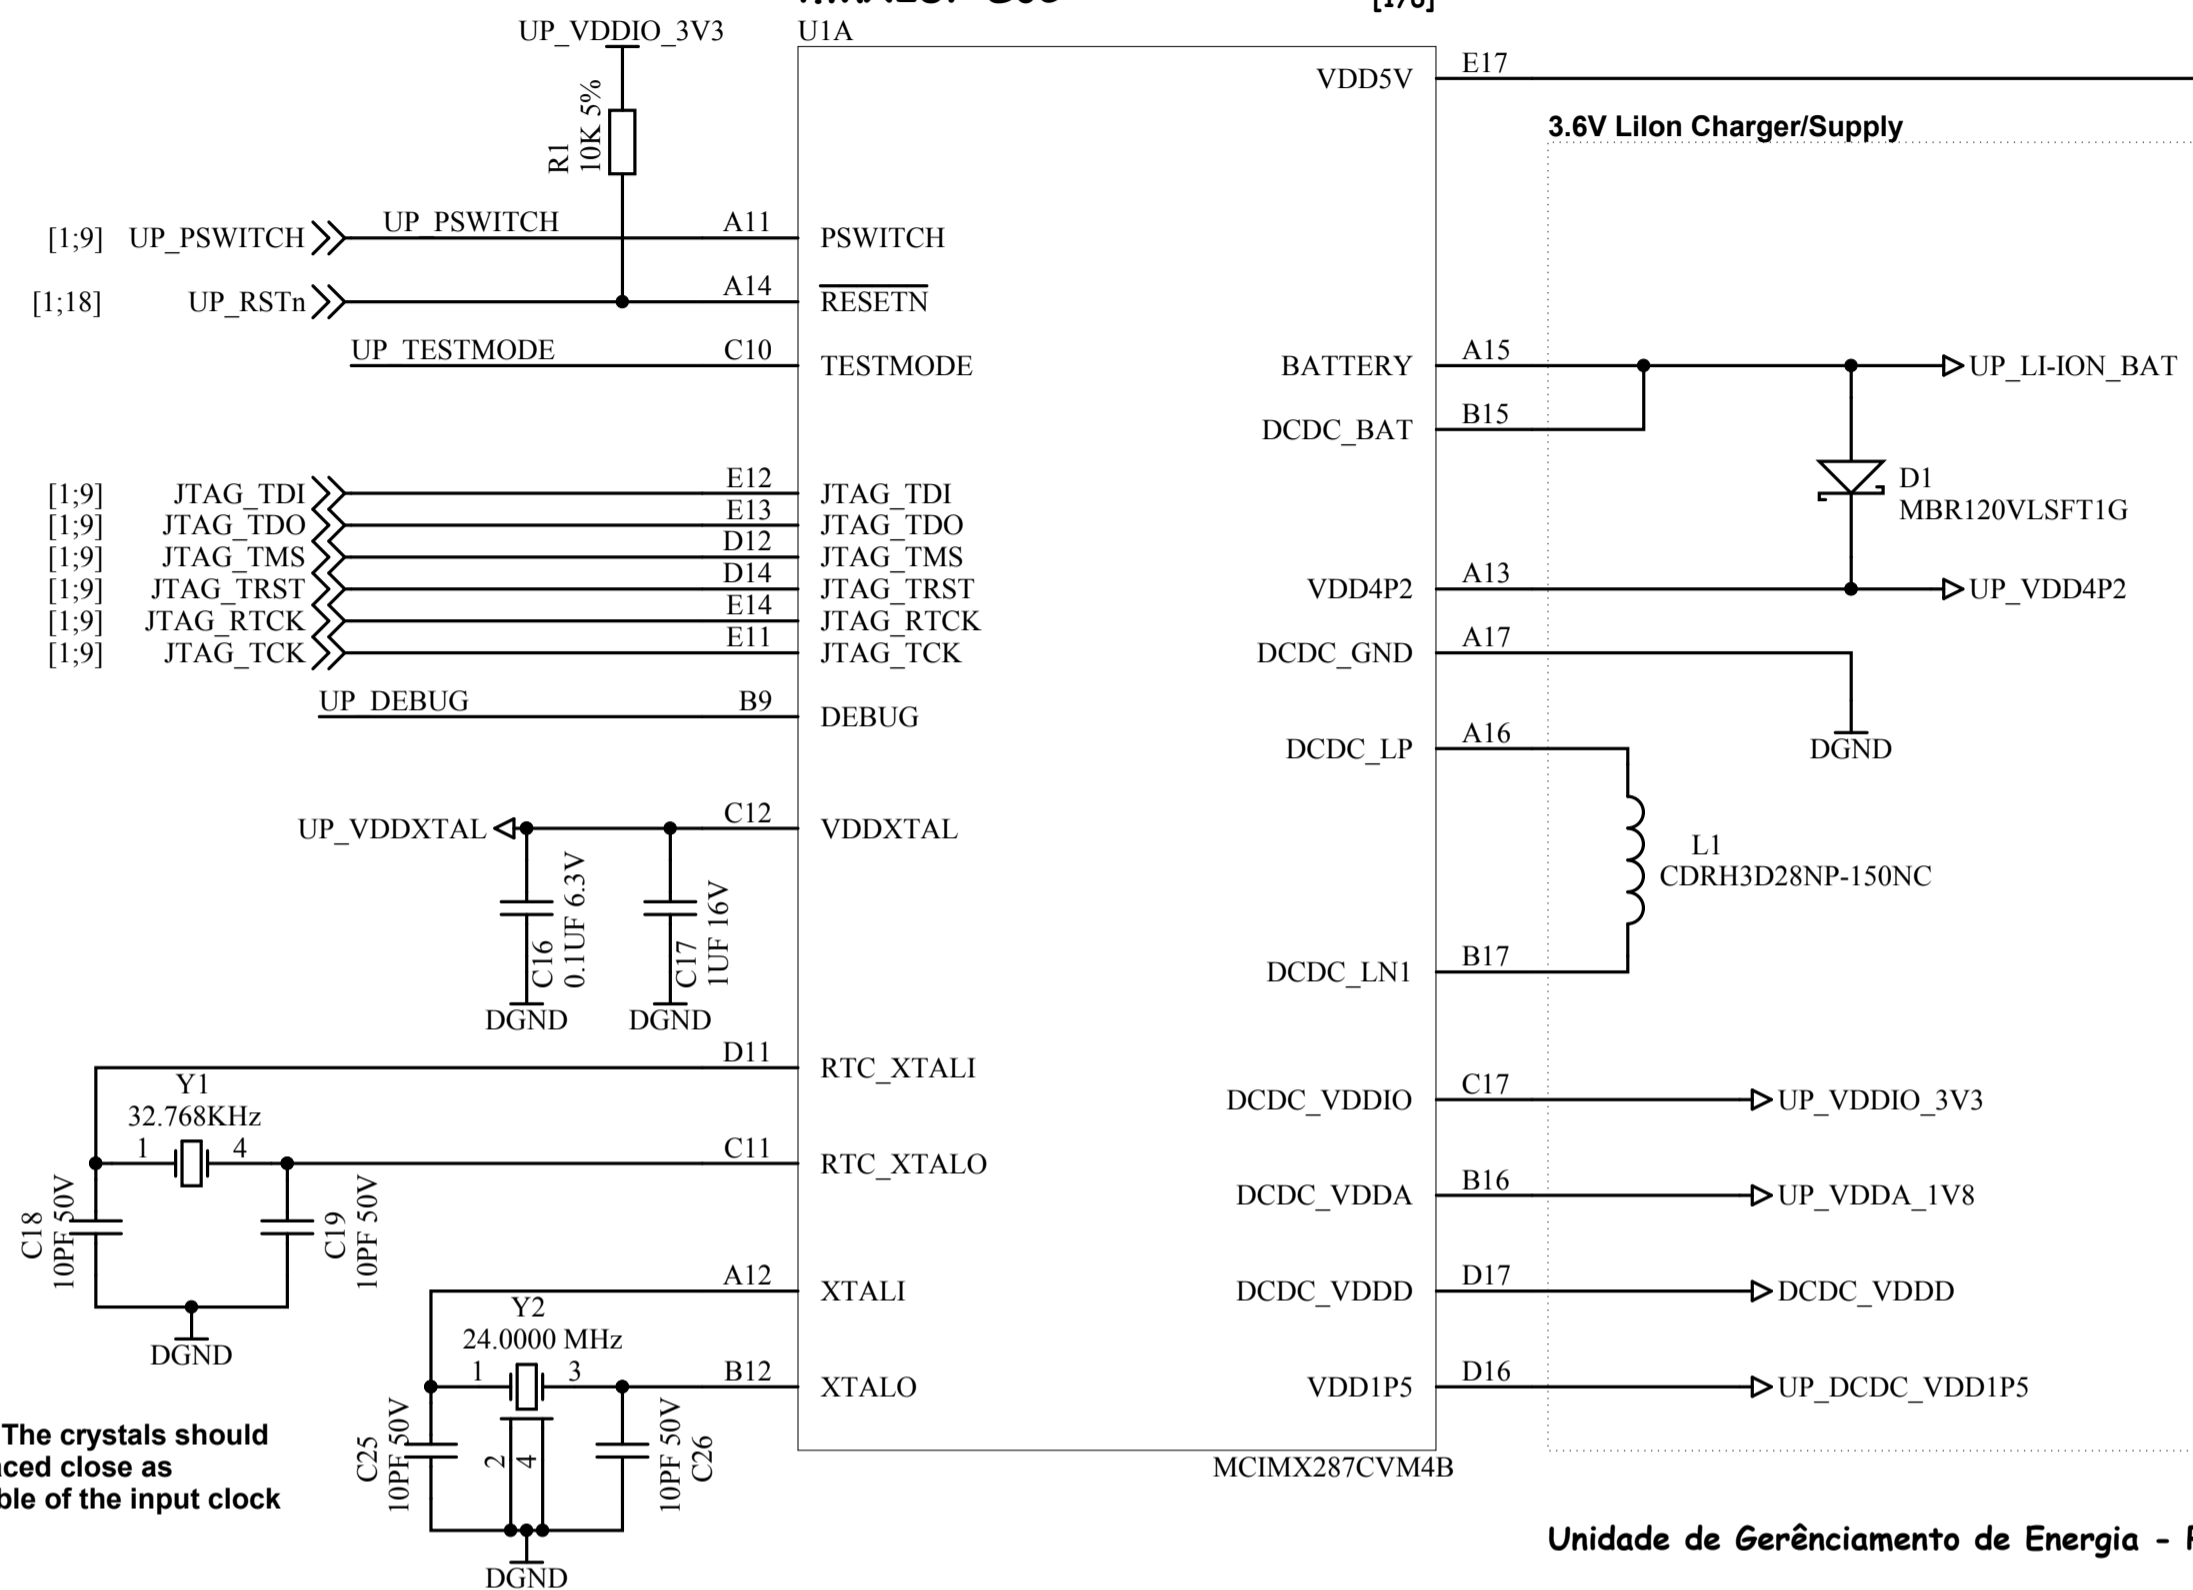 [1/8]
UP_VDDIO_3V3
U1A
R1
10K 5%
[1;9] UP_PSWITCH
UP_PSWITCH
A11
PSWITCH
[1;18] UP_RSTn
A14
RESETN
UP_TESTMODE
C10
TESTMODE
[1;9] JTAG_TDI E12 JTAG_TDI
[1;9] JTAG_TDO E13 JTAG_TDO
[1;9] JTAG_TMS D12 JTAG_TMS
[1;9] JTAG_TRST D14 JTAG_TRST
[1;9] JTAG_RTCK E14 JTAG_RTCK
[1;9] JTAG_TCK E11 JTAG_TCK
UP_DEBUG
B9
DEBUG
UP_VDDXTAL
C12
VDDXTAL
C16
0.1UF 6.3V
C17
1UF 16V
DGND
DGND
D11
RTC_XTALI
Y1
32.768KHz
1 4
C11
RTC_XTALO
C18
10PF 50V
C19
10PF 50V
DGND
A12
XTALI
Y2
24.0000 MHz
1 3
B12
XTALO
C25
10PF 50V
2
4
10PF 50V
C26
DGND
The crystals should
close as
of the input clock
VDD5V
E17
3.6V LiIon Charger/Supply
BATTERY
A15
UP_LI-ION_BAT
DCDC_BAT
B15
D1
MBR120VLSFT1G
VDD4P2
A13
UP_VDD4P2
DCDC_GND
A17
DGND
DCDC_LP
A16
L1
CDRH3D28NP-150NC
DCDC_LN1
B17
DCDC_VDDIO
C17
UP_VDDIO_3V3
DCDC_VDDA
B16
UP_VDDA_1V8
DCDC_VDDD
D17
DCDC_VDDD
VDD1P5
D16
UP_DCDC_VDD1P5
MCIMX287CVM4B
Unidade de Gerênciamento de Energia -